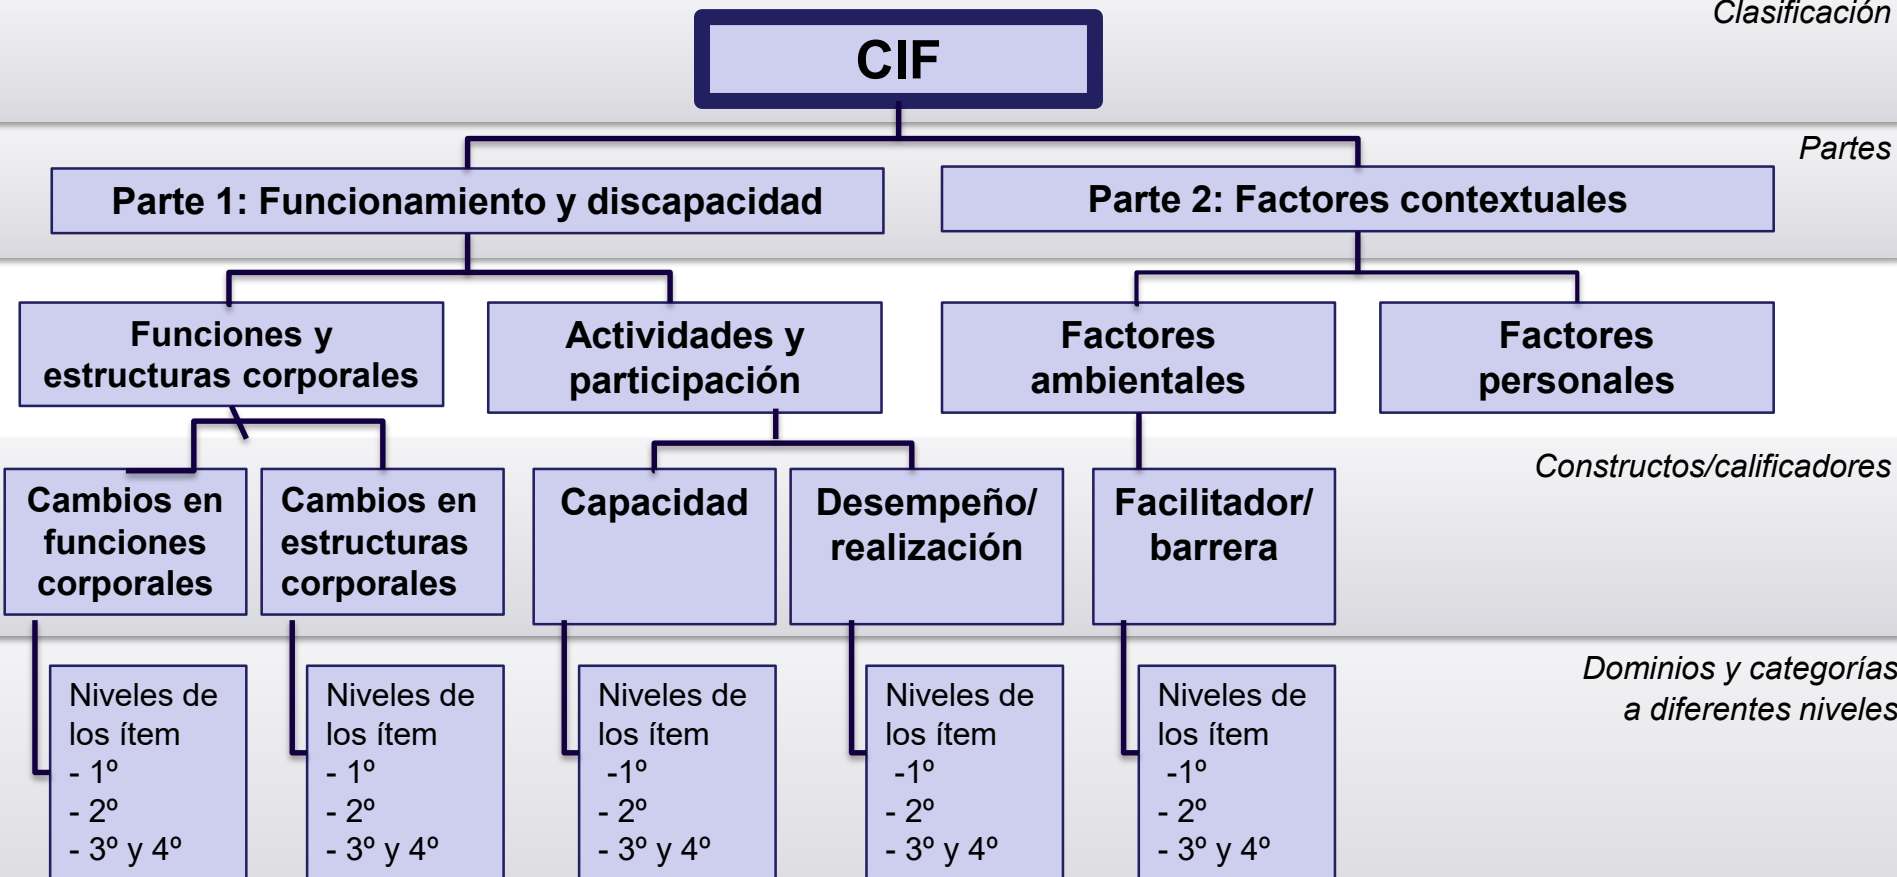 Clasificación
CIF
Partes
Parte 1: Funcionamiento y discapacidad
Parte 2: Factores contextuales
Funciones y
estructuras corporales
Actividades y
participación
Factores
ambientales
Factores
personales
Constructos/calificadores
Cambios en
funciones
corporales
Cambios en
estructuras
corporales
Capacidad
Desempeño/
realización
Facilitador/
barrera
Dominios y categorías
a diferentes niveles
Niveles de
los ítem
- 1º
- 2º
- 3º y 4º
Niveles de
los ítem
- 1º
- 2º
- 3º y 4º
Niveles de
los ítem
-1º
- 2º
- 3º y 4º
Niveles de
los ítem
-1º
- 2º
- 3º y 4º
Niveles de
los ítem
-1º
- 2º
- 3º y 4º